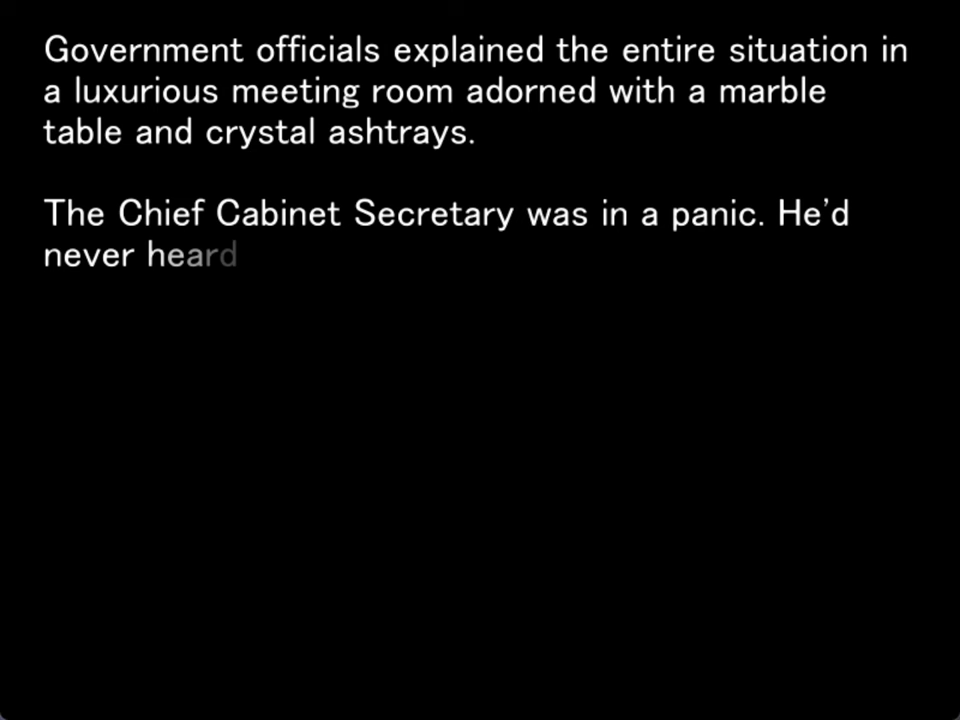 Government officials explained the entire situation in
a luxurious meeting room adorned with a marble
table and crystal ashtrays.
The Chief Cabinet Secretary was in a panic. He’d
never heard